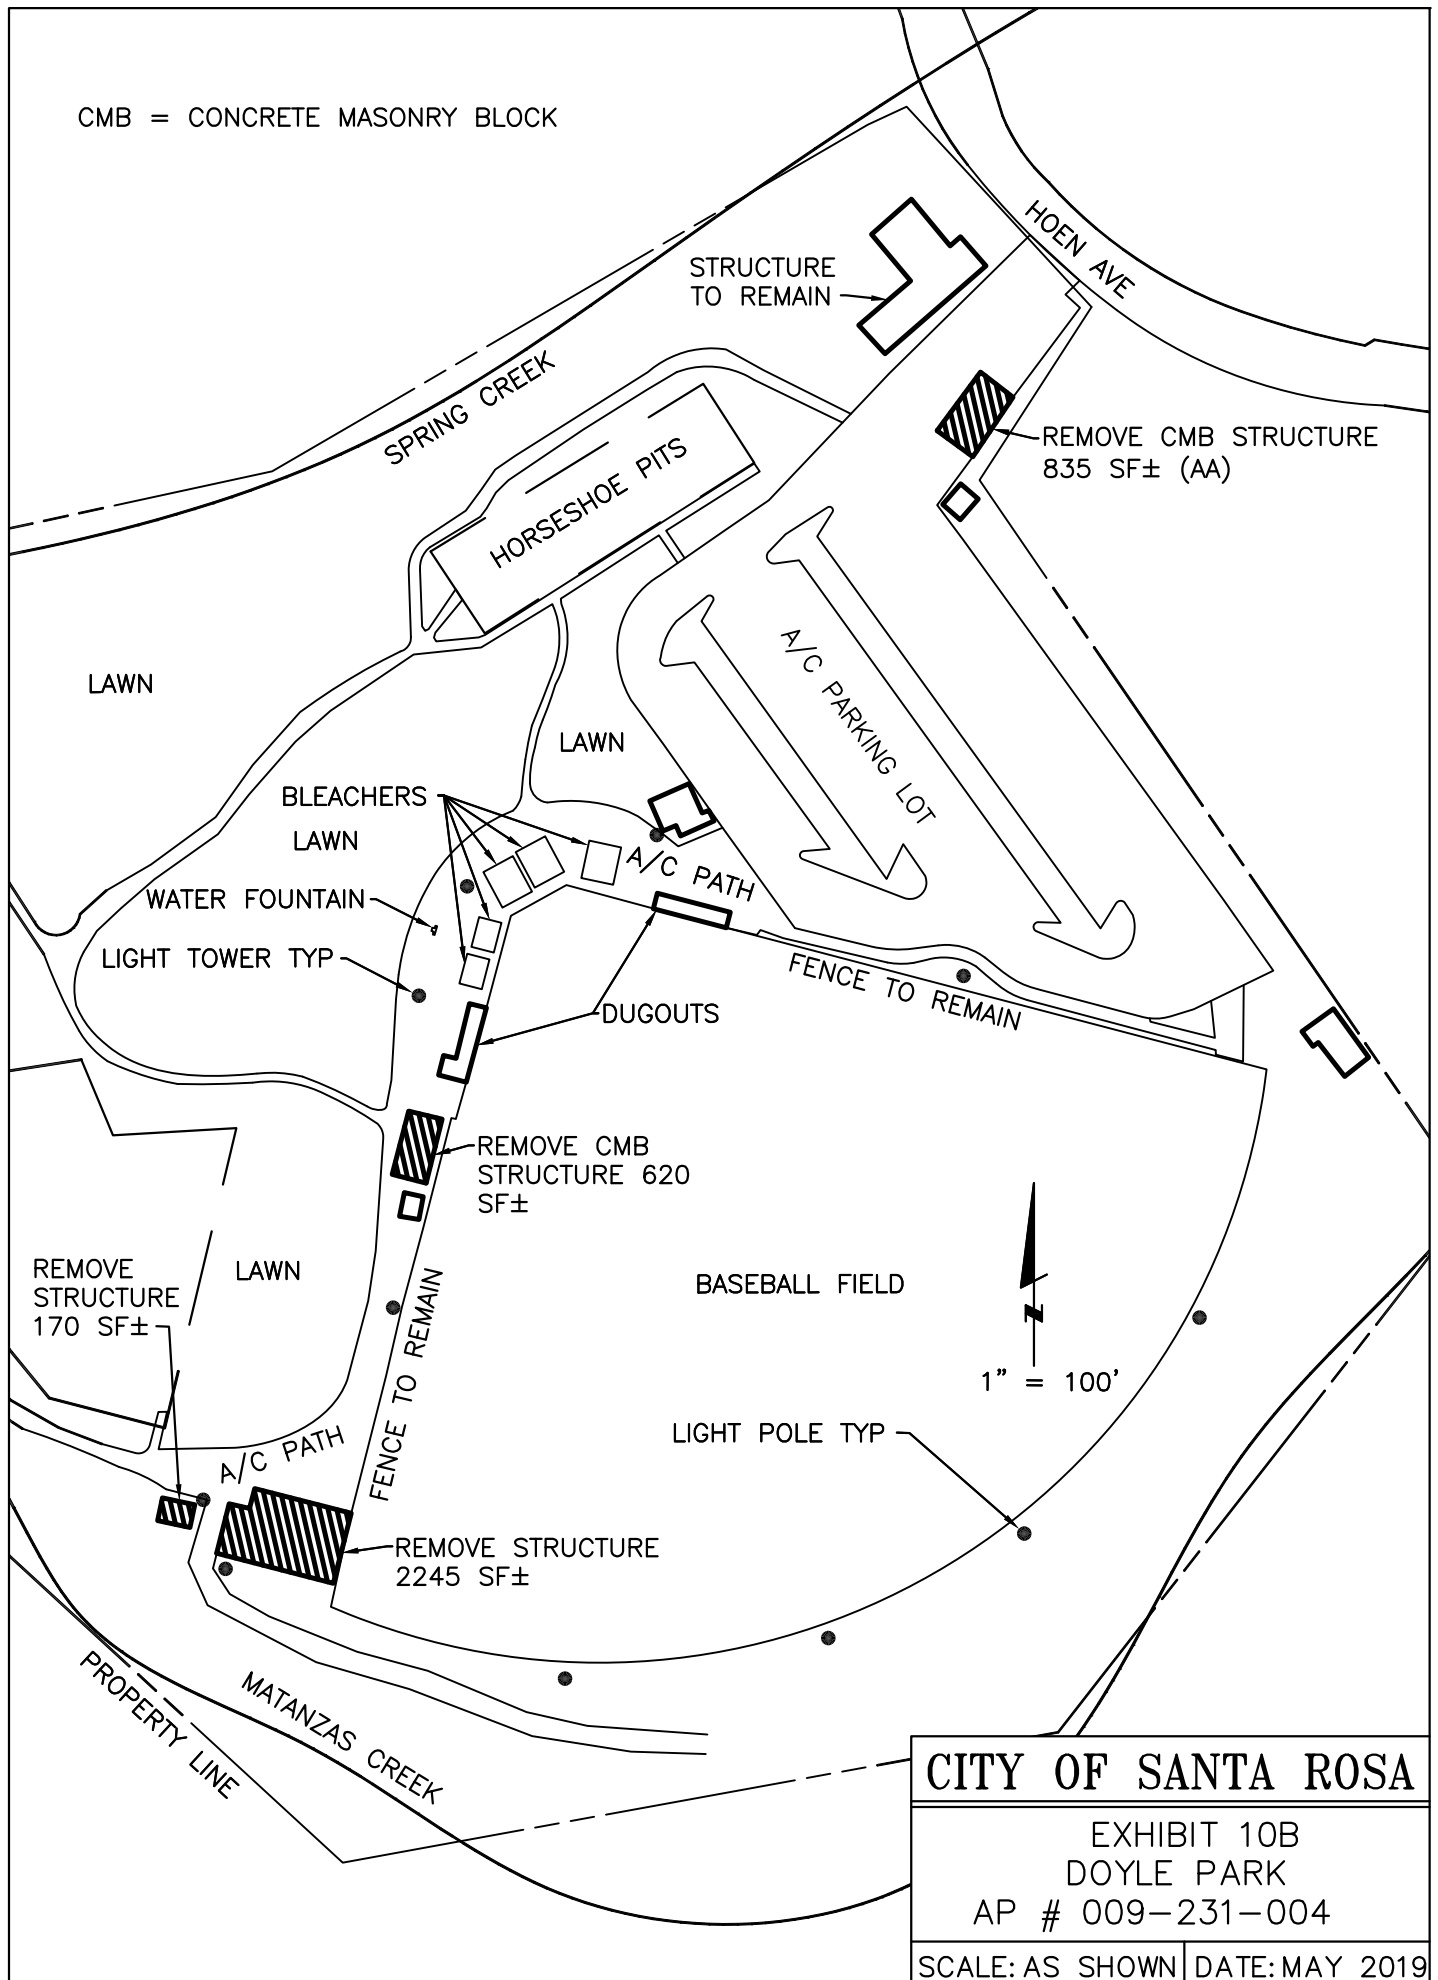 CMB = CONCRETE MASONRY BLOCK
HOEN AVE
STRUCTURE
TO REMAIN
SPRING CREEK
REMOVE CMB STRUCTURE
835 SF± (AA)
HORSESHOE PITS
A/C PARKING LOT
LAWN
LAWN
BLEACHERS
LAWN
A/C PATH
WATER FOUNTAIN
LIGHT TOWER TYP
FENCE TO REMAIN
DUGOUTS
REMOVE CMB
STRUCTURE 620
SF±
REMOVE
STRUCTURE
170 SF±
LAWN
BASEBALL FIELD
FENCE TO REMAIN
N
1" = 100'
LIGHT POLE TYP
A/C PATH
REMOVE STRUCTURE
2245 SF±
PROPERTY LINE
MATANZAS CREEK
CITY OF SANTA ROSA
EXHIBIT 10B
DOYLE PARK
AP # 009-231-004
SCALE: AS SHOWN
DATE: MAY 2019